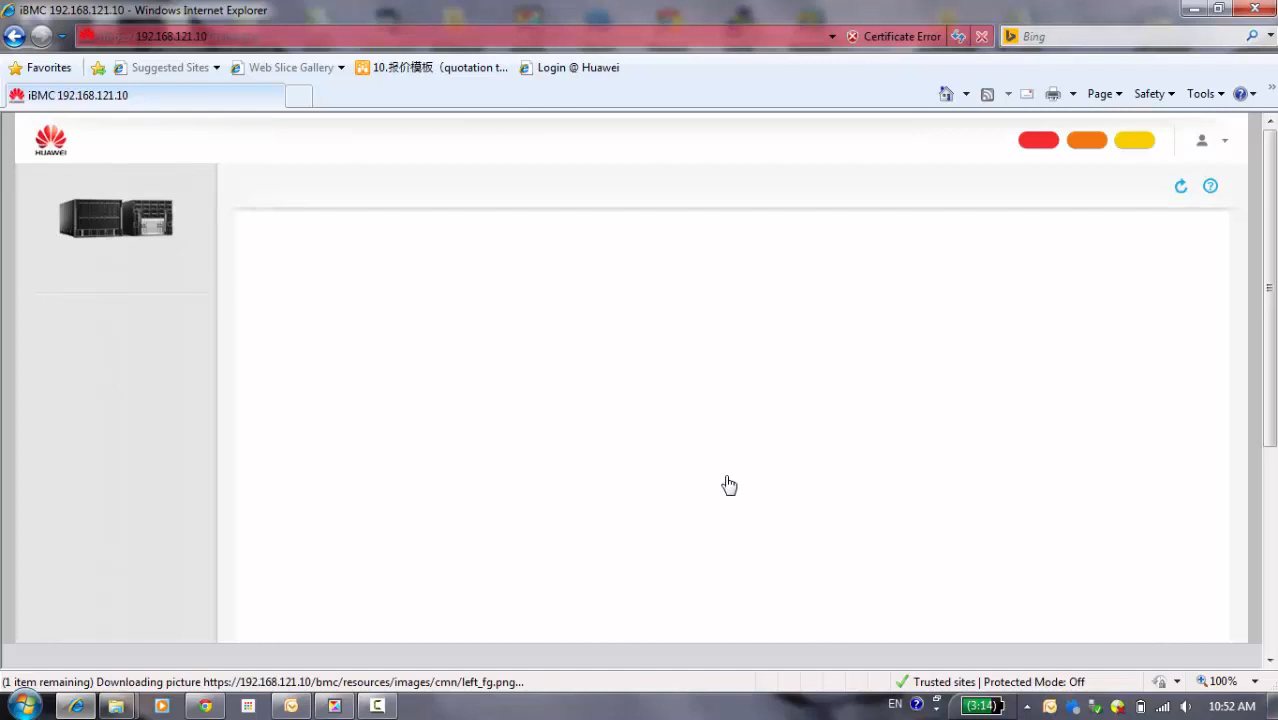 iBMC 192.168.121.10 - Windows Internet Explorer
192.168.121.10
Certificate Error
Bing
Favorites
Suggested Sites
Web Slice Gallery
10.报价模板（quotation t...
Login @ Huawei
iBMC 192.168.121.10
Page
Safety
Tools
HUAWEI
(1 item remaining) Downloading picture https://192.168.121.10/bmc/resources/images/cmn/left_fg.png...
Trusted sites | Protected Mode: Off
100%
EN
(3:14)
10:52 AM